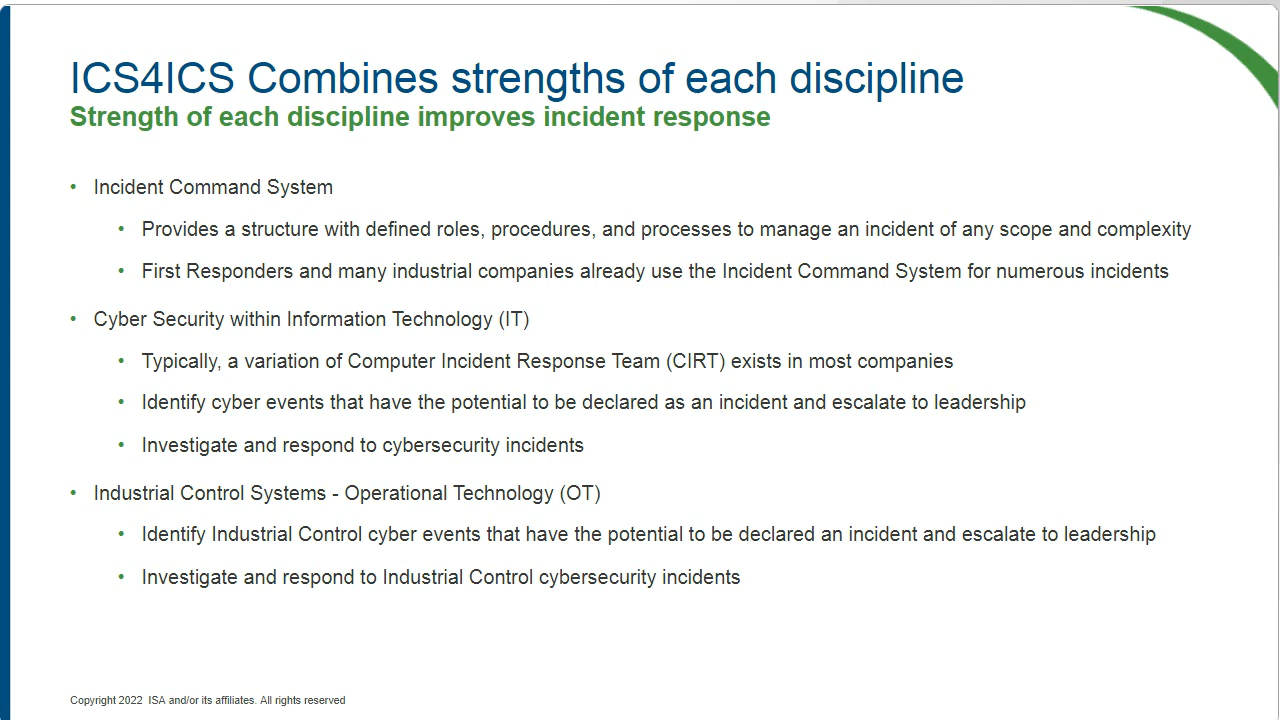 ICS4ICS Combines strengths of each discipline
Strength of each discipline improves incident response
• Incident Command System
• Provides a structure with defined roles, procedures, and processes to manage an incident of any scope and complexity
• First Responders and many industrial companies already use the Incident Command System for numerous incidents
• Cyber Security within Information Technology (IT)
• Typically, a variation of Computer Incident Response Team (CIRT) exists in most companies
• Identify cyber events that have the potential to be declared as an incident and escalate to leadership
• Investigate and respond to cybersecurity incidents
• Industrial Control Systems - Operational Technology (OT)
• Identify Industrial Control cyber events that have the potential to be declared an incident and escalate to leadership
• Investigate and respond to Industrial Control cybersecurity incidents
Copyright 2022 ISA and/or its affiliates. All rights reserved